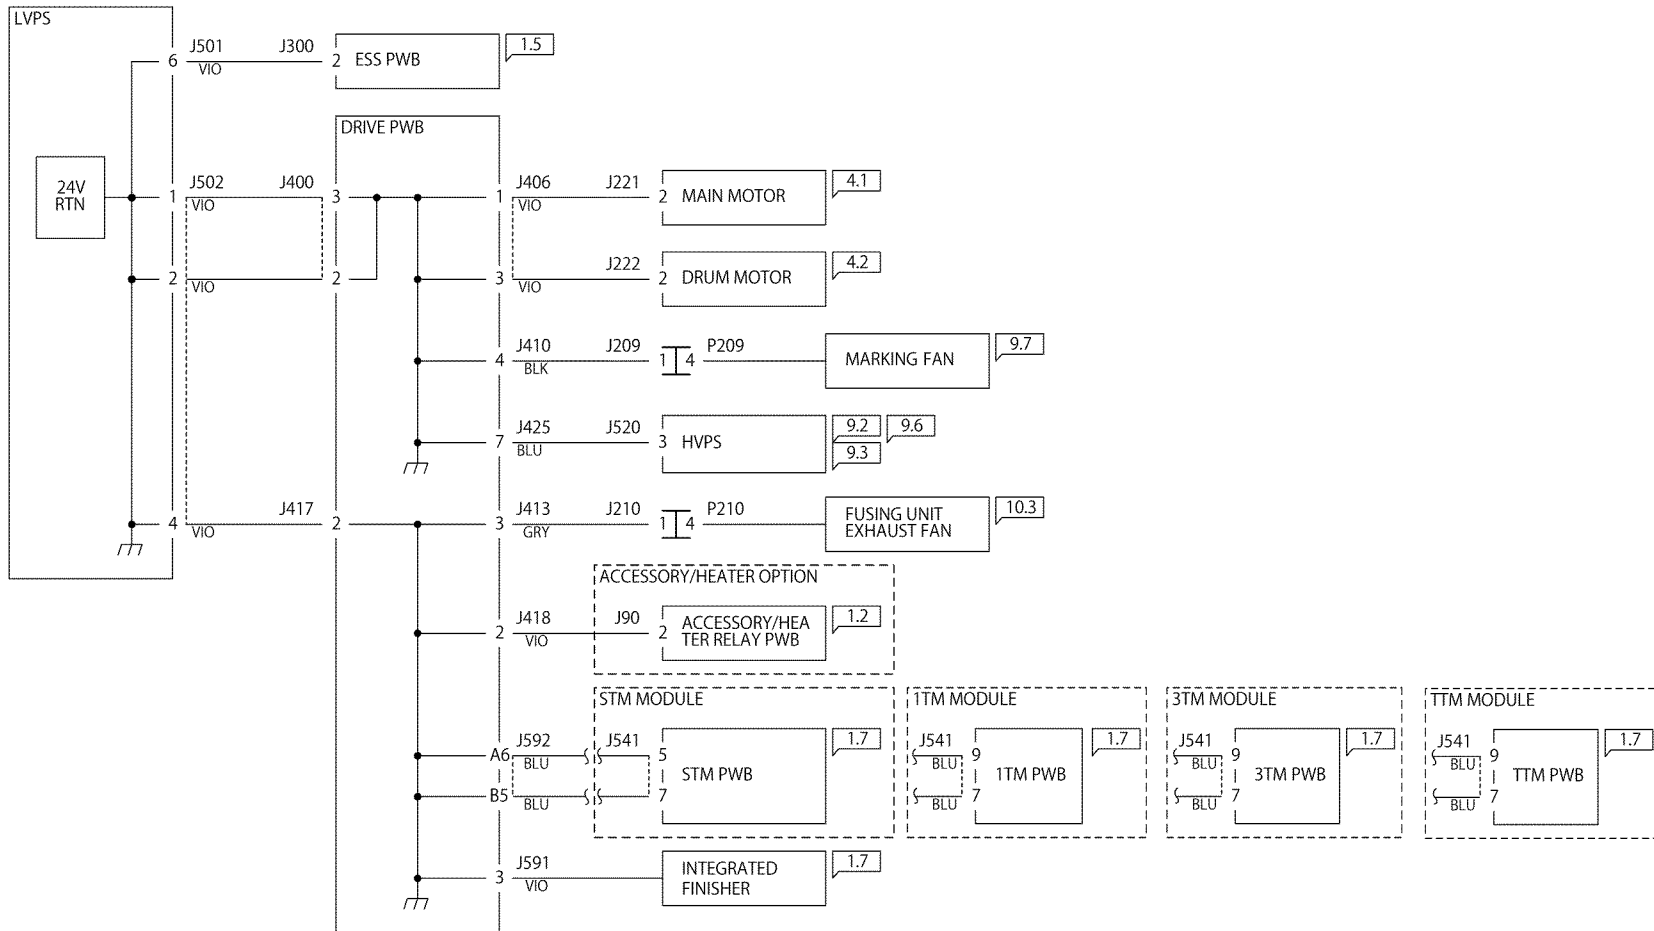 LVPS
6 J501 J300 2 ESS PWB 1.5
VIO
DRIVE PWB
24V
RTN
1 J502 J400 3 1 J406 J221 2 MAIN MOTOR 4.1
VIO VIO
2 2 3 J222 2 DRUM MOTOR 4.2
VIO VIO
4 J410 J209 1 4 P209 MARKING FAN 9.7
BLK
7 J425 J520 3 HVPS 9.2 9.6
BLU 9.3
4 J417 2 3 J413 J210 1 4 P210 FUSING UNIT
EXHAUST FAN 10.3
VIO GRY
ACCESSORY/HEATER OPTION
2 J418 J90 2 ACCESSORY/HEA
TER RELAY PWB 1.2
VIO
STM MODULE 1TM MODULE 3TM MODULE TTM MODULE
A6 J592 J541 5 1.7 J541 9 1.7 J541 9 1.7 J541 9 1.7
BLU BLU BLU BLU
STM PWB 1TM PWB 3TM PWB TTM PWB
B5 7 7 7 7
BLU BLU BLU BLU
3 J591 INTEGRATED
FINISHER 1.7
VIO